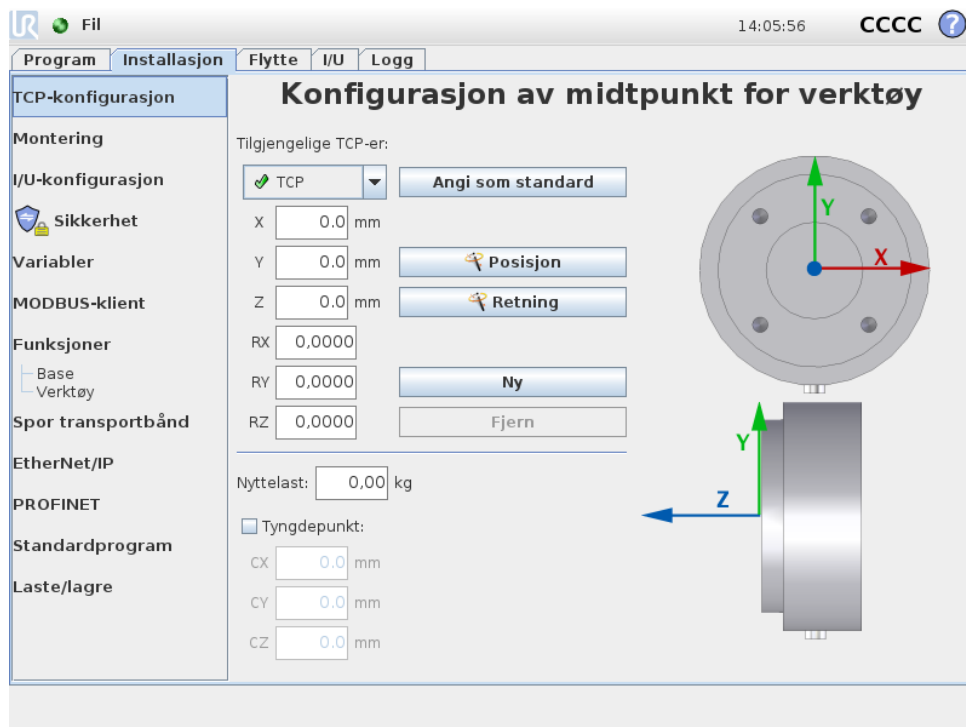 UR Fil 14:05:56 CCCC ?
Program Installasjon Flytte I/U Logg
TCP-konfigurasjon
Montering
I/U-konfigurasjon
Sikkerhet
Variabler
MODBUS-klient
Funksjoner
Base
Verktøy
Spor transportbånd
EtherNet/IP
PROFINET
Standardprogram
Laste/lagre
Konfigurasjon av midtpunkt for verktøy
Tilgjengelige TCP-er:
TCP Angi som standard
X 0.0 mm
Y 0.0 mm Posisjon
Z 0.0 mm Retning
RX 0,0000
RY 0,0000 Ny
RZ 0,0000 Fjern
Nyttelast: 0,00 kg
Tyngdepunkt:
CX 0.0 mm
CY 0.0 mm
CZ 0.0 mm
Y
X
Y
Z